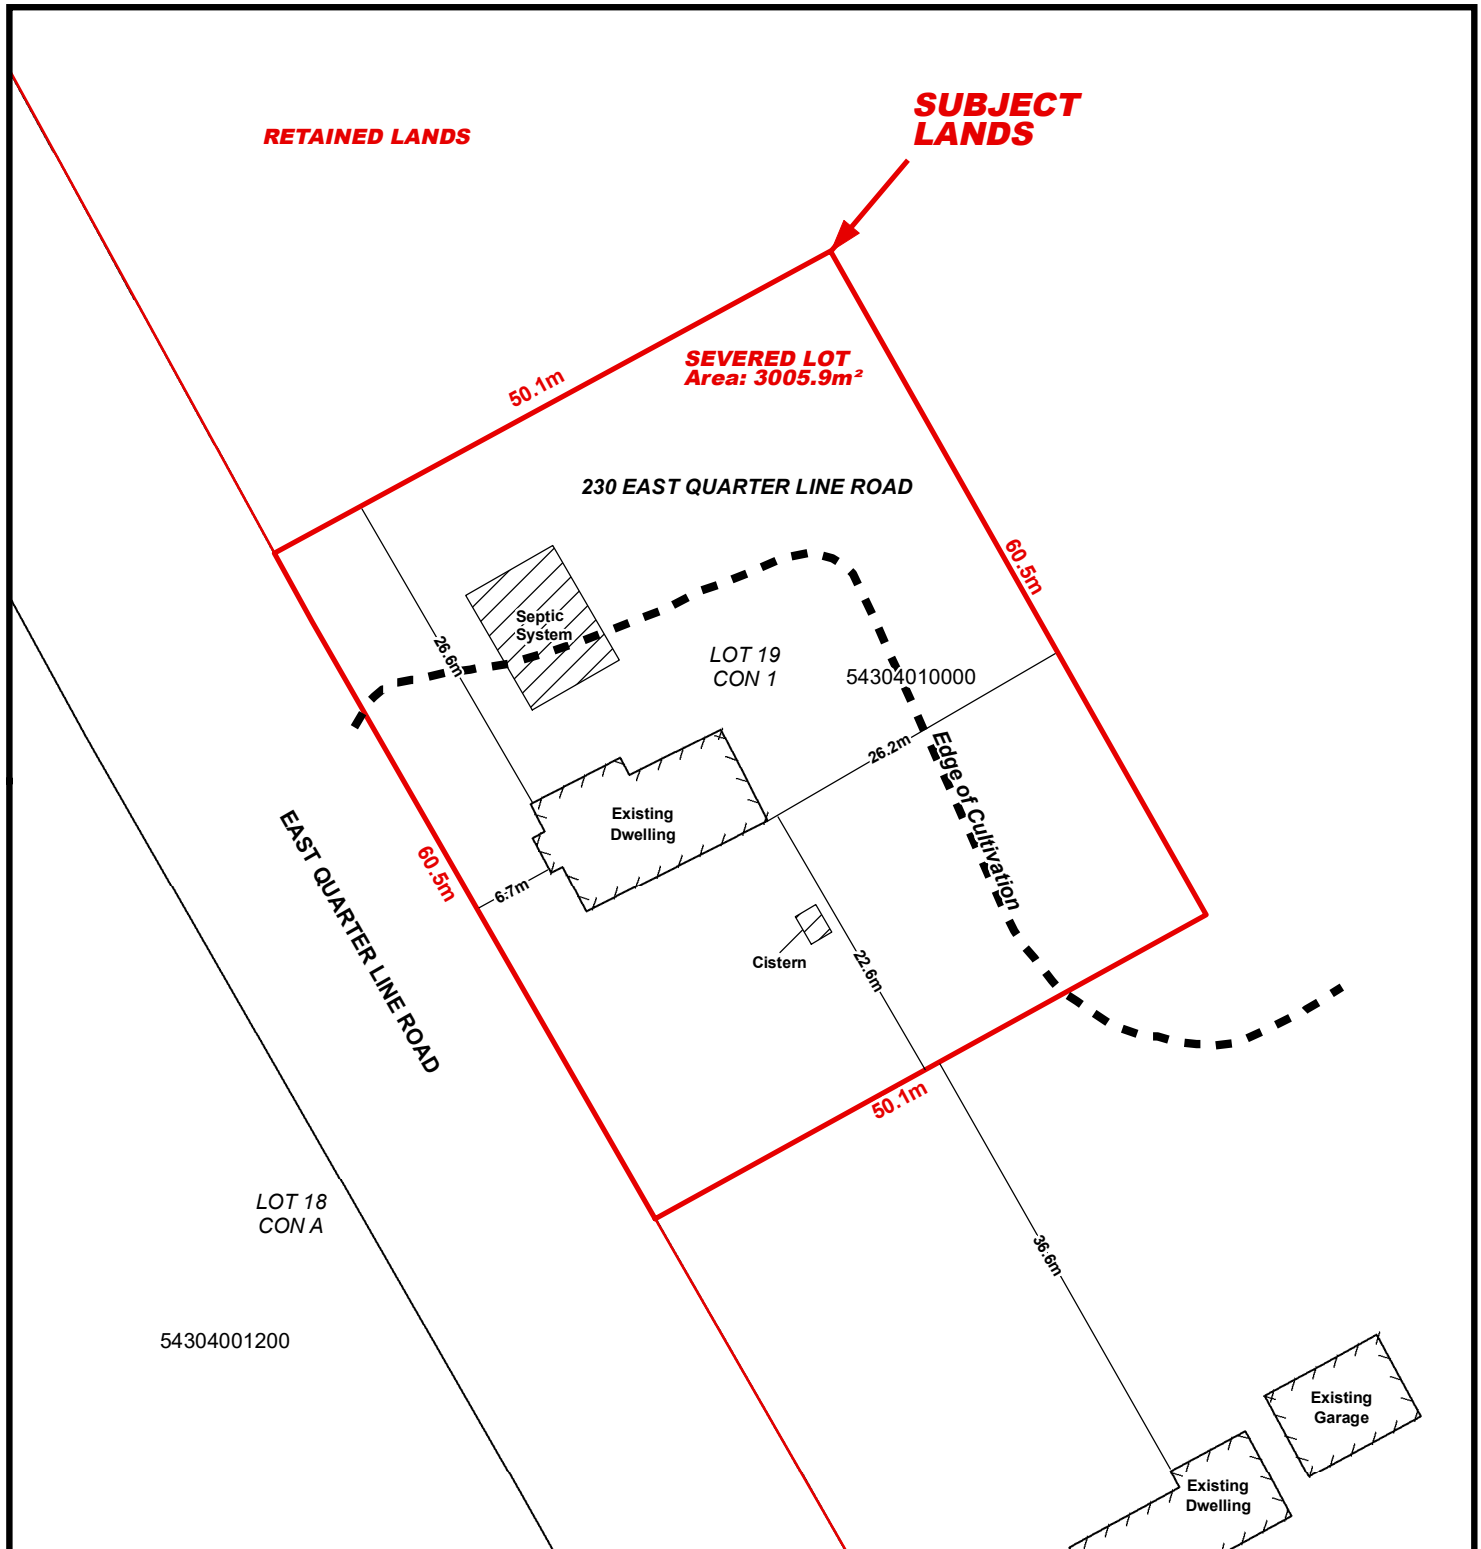 SUBJECT
LANDS
RETAINED LANDS
SEVERED LOT
Area: 3005.9m²
50.1m
230 EAST QUARTER LINE ROAD
60.5m
Septic
System
26.6m
LOT 19
CON 1
54304010000
26.2m
Edge of Cultivation
Existing
Dwelling
60.5m
6.7m
EAST QUARTER LINE ROAD
Cistern
22.6m
50.1m
LOT 18
CON A
36.6m
54304001200
Existing
Garage
Existing
Dwelling